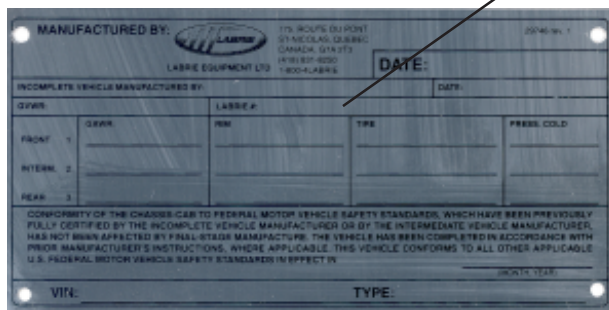 MANUFACTURED BY:
LABRIE
LABRIE EQUIPMENT LTD
175, ROUTE DU PONT
ST-NICOLAS, QUEBEC
CANADA, G7A 2T3
(418) 831-8250
1-800-4LABRIE
29746 rev. 1
DATE:
INCOMPLETE VEHICLE MANUFACTURED BY:
DATE:
GVWR:
LABRIE #:
GAWR
RIM
TIRE
PRESS. COLD
FRONT 1
INTERM. 2
REAR 3
CONFORMITY OF THE CHASSIS-CAB TO FEDERAL MOTOR VEHICLE SAFETY STANDARDS, WHICH HAVE BEEN PREVIOUSLY
FULLY CERTIFIED BY THE INCOMPLETE VEHICLE MANUFACTURER OR BY THE INTERMEDIATE VEHICLE MANUFACTURER,
HAS NOT BEEN AFFECTED BY FINAL-STAGE MANUFACTURE. THE VEHICLE HAS BEEN COMPLETED IN ACCORDANCE WITH
PRIOR MANUFACTURER'S INSTRUCTIONS, WHERE APPLICABLE. THIS VEHICLE CONFORMS TO ALL OTHER APPLICABLE
U.S. FEDERAL MOTOR VEHICLE SAFETY STANDARDS IN EFFECT IN
(MONTH, YEAR)
VIN:
TYPE: